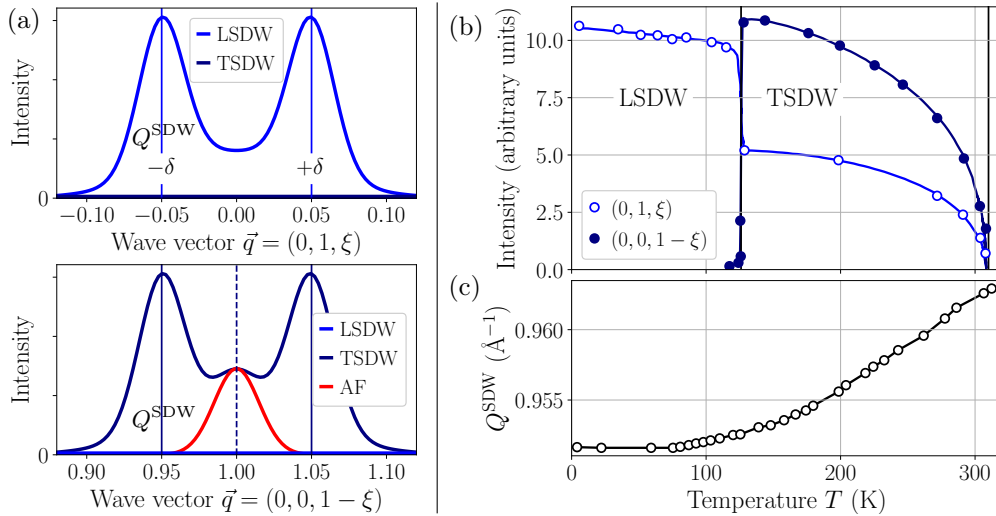 (a)
Intensity
LSDW
TSDW
Q^SDW
−δ
+δ
0
−0.10
−0.05
0.00
0.05
0.10
Wave vector q⃗ = (0, 1, ξ)
Intensity
LSDW
TSDW
AF
Q^SDW
0
0.90
0.95
1.00
1.05
Wave vector q⃗ = (0, 0, 1 − ξ)
(b)
Intensity (arbitrary units)
10.0
7.5
5.0
2.5
0.0
LSDW
TSDW
(0, 1, ξ)
(0, 0, 1 − ξ)
(c)
Q^SDW (Å⁻¹)
0.960
0.955
0
100
200
300
Temperature T (K)